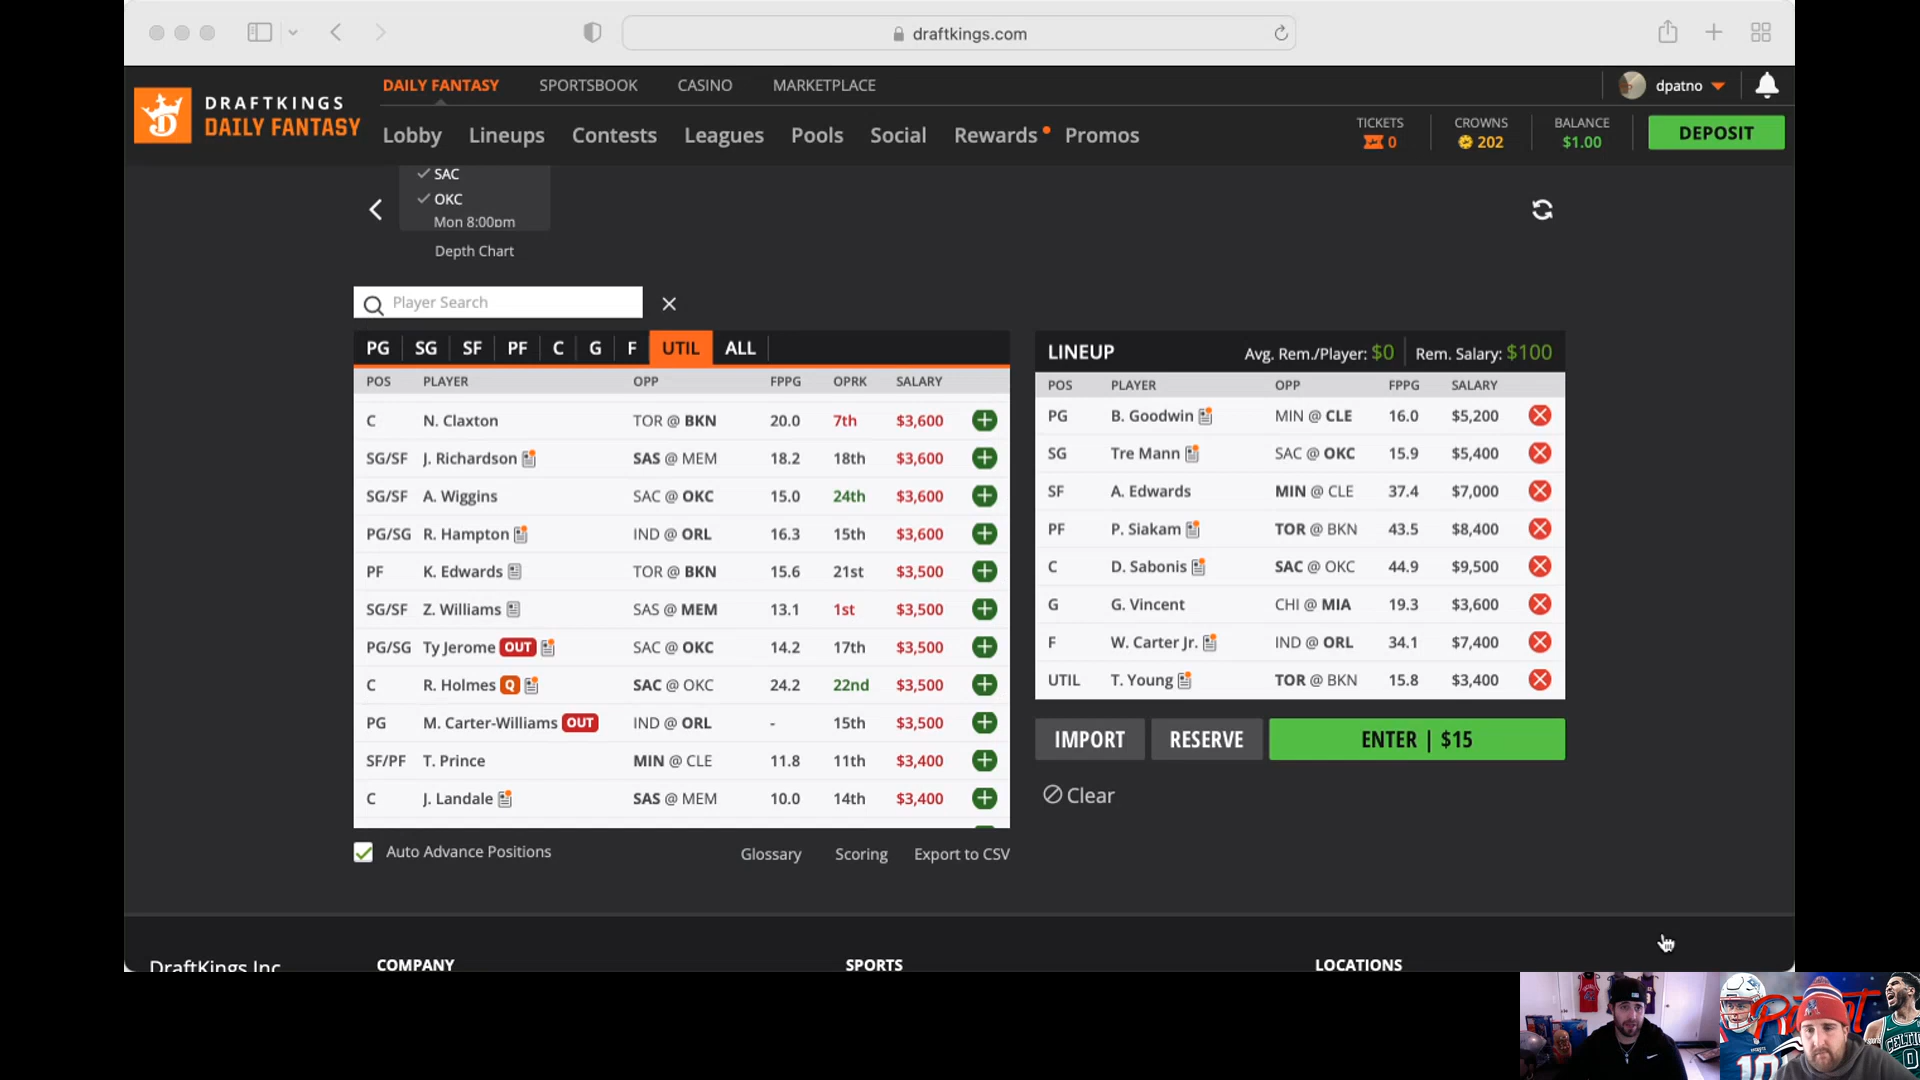 draftkings.com
DRAFTKINGS
DAILY FANTASY
DAILY FANTASY SPORTSBOOK CASINO MARKETPLACE
dpatno
Lobby Lineups Contests Leagues Pools Social Rewards Promos
TICKETS 0
CROWNS 202
BALANCE $1.00
DEPOSIT
SAC
OKC
Mon 8:00pm
Depth Chart
Player Search
PG SG SF PF C G F UTIL ALL
POS PLAYER OPP FPPG OPRK SALARY
C N. Claxton TOR @ BKN 20.0 7th $3,600
SG/SF J. Richardson SAS @ MEM 18.2 18th $3,600
SG/SF A. Wiggins SAC @ OKC 15.0 24th $3,600
PG/SG R. Hampton IND @ ORL 16.3 15th $3,600
PF K. Edwards TOR @ BKN 15.6 21st $3,500
SG/SF Z. Williams SAS @ MEM 13.1 1st $3,500
PG/SG Ty Jerome OUT SAC @ OKC 14.2 17th $3,500
C R. Holmes Q SAC @ OKC 24.2 22nd $3,500
PG M. Carter-Williams OUT IND @ ORL - 15th $3,500
SF/PF T. Prince MIN @ CLE 11.8 11th $3,400
C J. Landale SAS @ MEM 10.0 14th $3,400
Auto Advance Positions
Glossary Scoring Export to CSV
LINEUP Avg. Rem./Player: $0 Rem. Salary: $100
POS PLAYER OPP FPPG SALARY
PG B. Goodwin MIN @ CLE 16.0 $5,200
SG Tre Mann SAC @ OKC 15.9 $5,400
SF A. Edwards MIN @ CLE 37.4 $7,000
PF P. Siakam TOR @ BKN 43.5 $8,400
C D. Sabonis SAC @ OKC 44.9 $9,500
G G. Vincent CHI @ MIA 19.3 $3,600
F W. Carter Jr. IND @ ORL 34.1 $7,400
UTIL T. Young TOR @ BKN 15.8 $3,400
IMPORT RESERVE ENTER | $15
Clear
DraftKings Inc
COMPANY
SPORTS
LOCATIONS